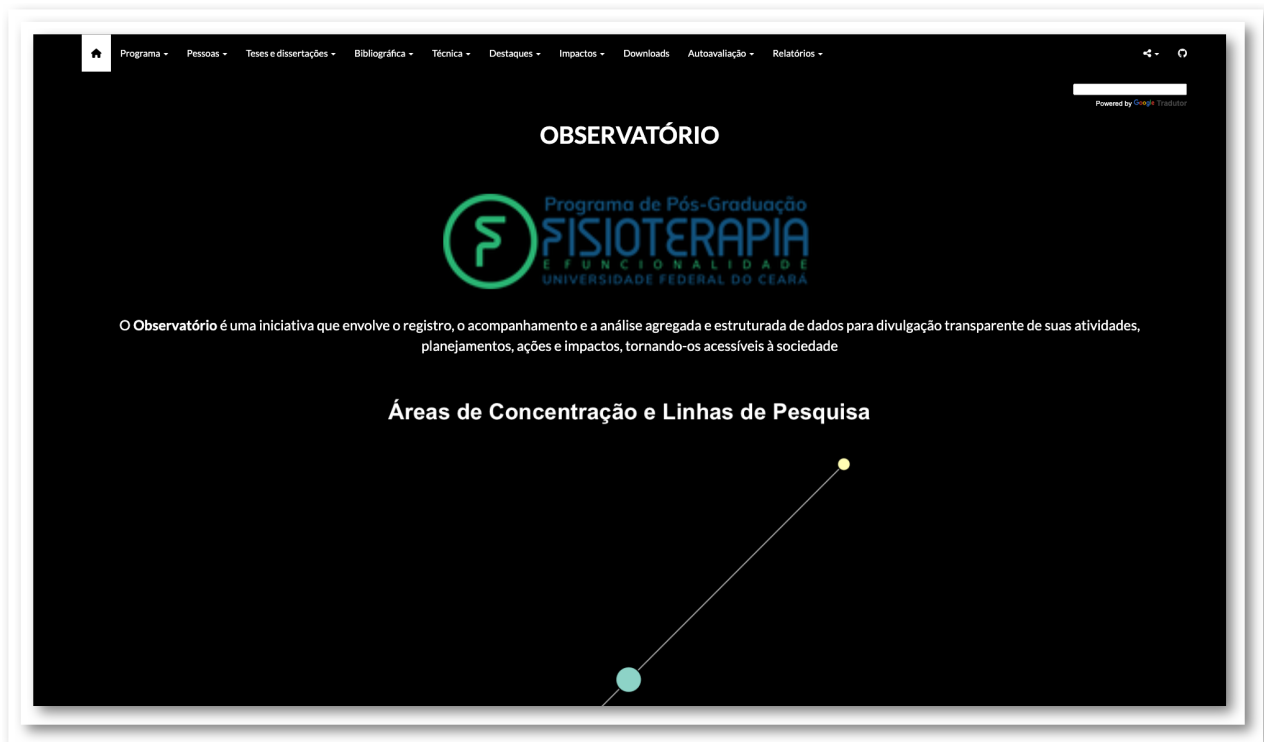 Programa Pessoas Teses e dissertações Bibliográfica Técnica Destaques Impactos Downloads Autoavaliação Relatórios
Powered by Google Tradutor
OBSERVATÓRIO
Programa de Pós-Graduação
FISIOTERAPIA
E FUNCIONALIDADE
UNIVERSIDADE FEDERAL DO CEARÁ
O Observatório é uma iniciativa que envolve o registro, o acompanhamento e a análise agregada e estruturada de dados para divulgação transparente de suas atividades,
planejamentos, ações e impactos, tornando-os acessíveis à sociedade
Áreas de Concentração e Linhas de Pesquisa